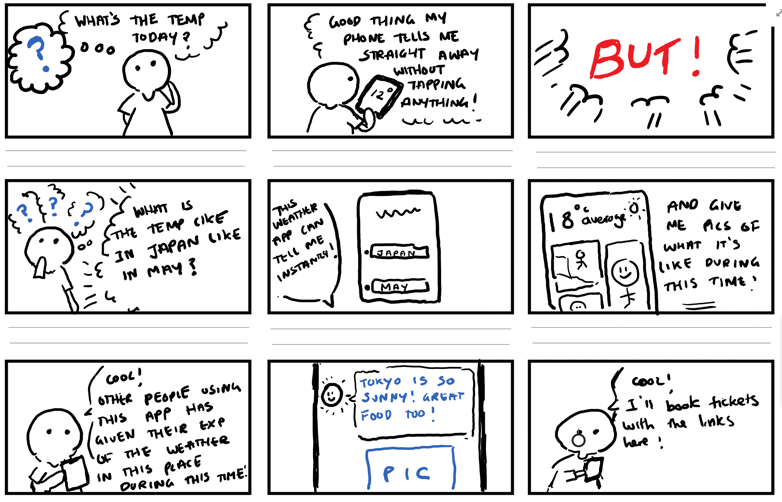 ?
WHAT'S THE TEMP
TODAY?
GOOD THING MY
PHONE TELLS ME
STRAIGHT AWAY
WITHOUT
TAPPING
ANYTHING!
12°
BUT!
? ? ?
WHAT IS
THE TEMP LIKE
IN JAPAN LIKE
IN MAY?
THIS
WEATHER
APP CAN
TELL ME
INSTANTLY!
JAPAN
MAY
18°C
average
AND GIVE
ME PICS OF
WHAT IT'S
LIKE DURING
THIS TIME!
COOL!
OTHER PEOPLE USING
THIS APP HAS
GIVEN THEIR EXP
OF THE WEATHER
IN THIS PLACE
DURING THIS TIME!
TOKYO IS SO
SUNNY! GREAT
FOOD TOO!
PIC
COOL!
I'll book tickets
with the links
here!